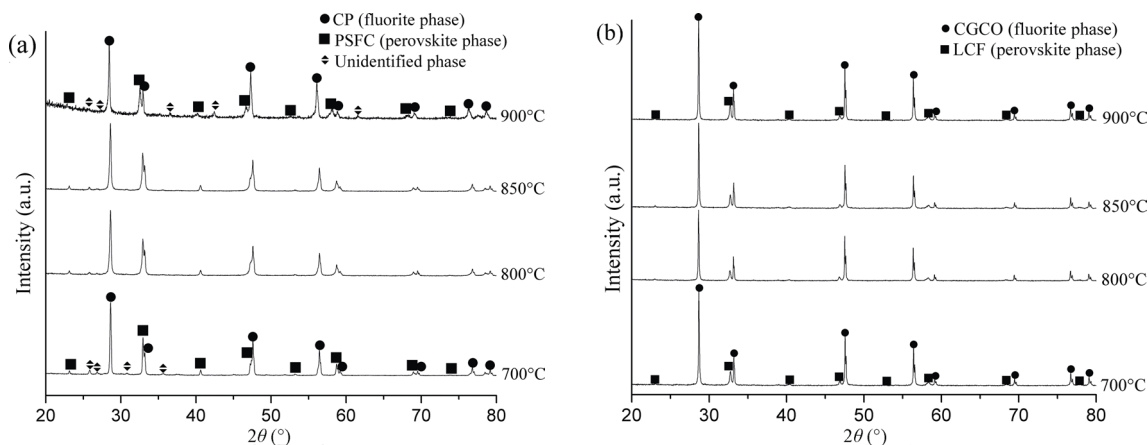 (a)
CP (fluorite phase)
PSFC (perovskite phase)
Unidentified phase
900°C
850°C
800°C
700°C
Intensity (a.u.)
20 30 40 50 60 70 80
2θ (°)
(b)
CGCO (fluorite phase)
LCF (perovskite phase)
900°C
850°C
800°C
700°C
Intensity (a.u.)
20 30 40 50 60 70 80
2θ (°)